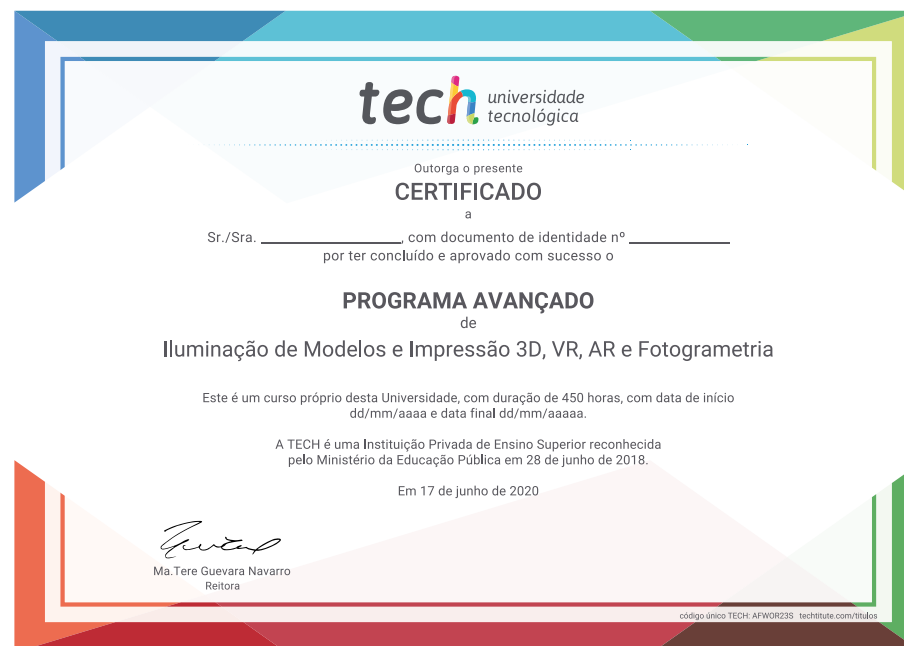 tech universidade
tecnológica
Outorga o presente
CERTIFICADO
a
Sr./Sra. ____________________, com documento de identidade nº ______________
por ter concluído e aprovado com sucesso o
PROGRAMA AVANÇADO
de
Iluminação de Modelos e Impressão 3D, VR, AR e Fotogrametria
Este é um curso próprio desta Universidade, com duração de 450 horas, com data de início
dd/mm/aaaa e data final dd/mm/aaaaa.
A TECH é uma Instituição Privada de Ensino Superior reconhecida
pelo Ministério da Educação Pública em 28 de junho de 2018.
Em 17 de junho de 2020
Ma.Tere Guevara Navarro
Reitora
código único TECH: AFWOR23S techtitute.com/titulos